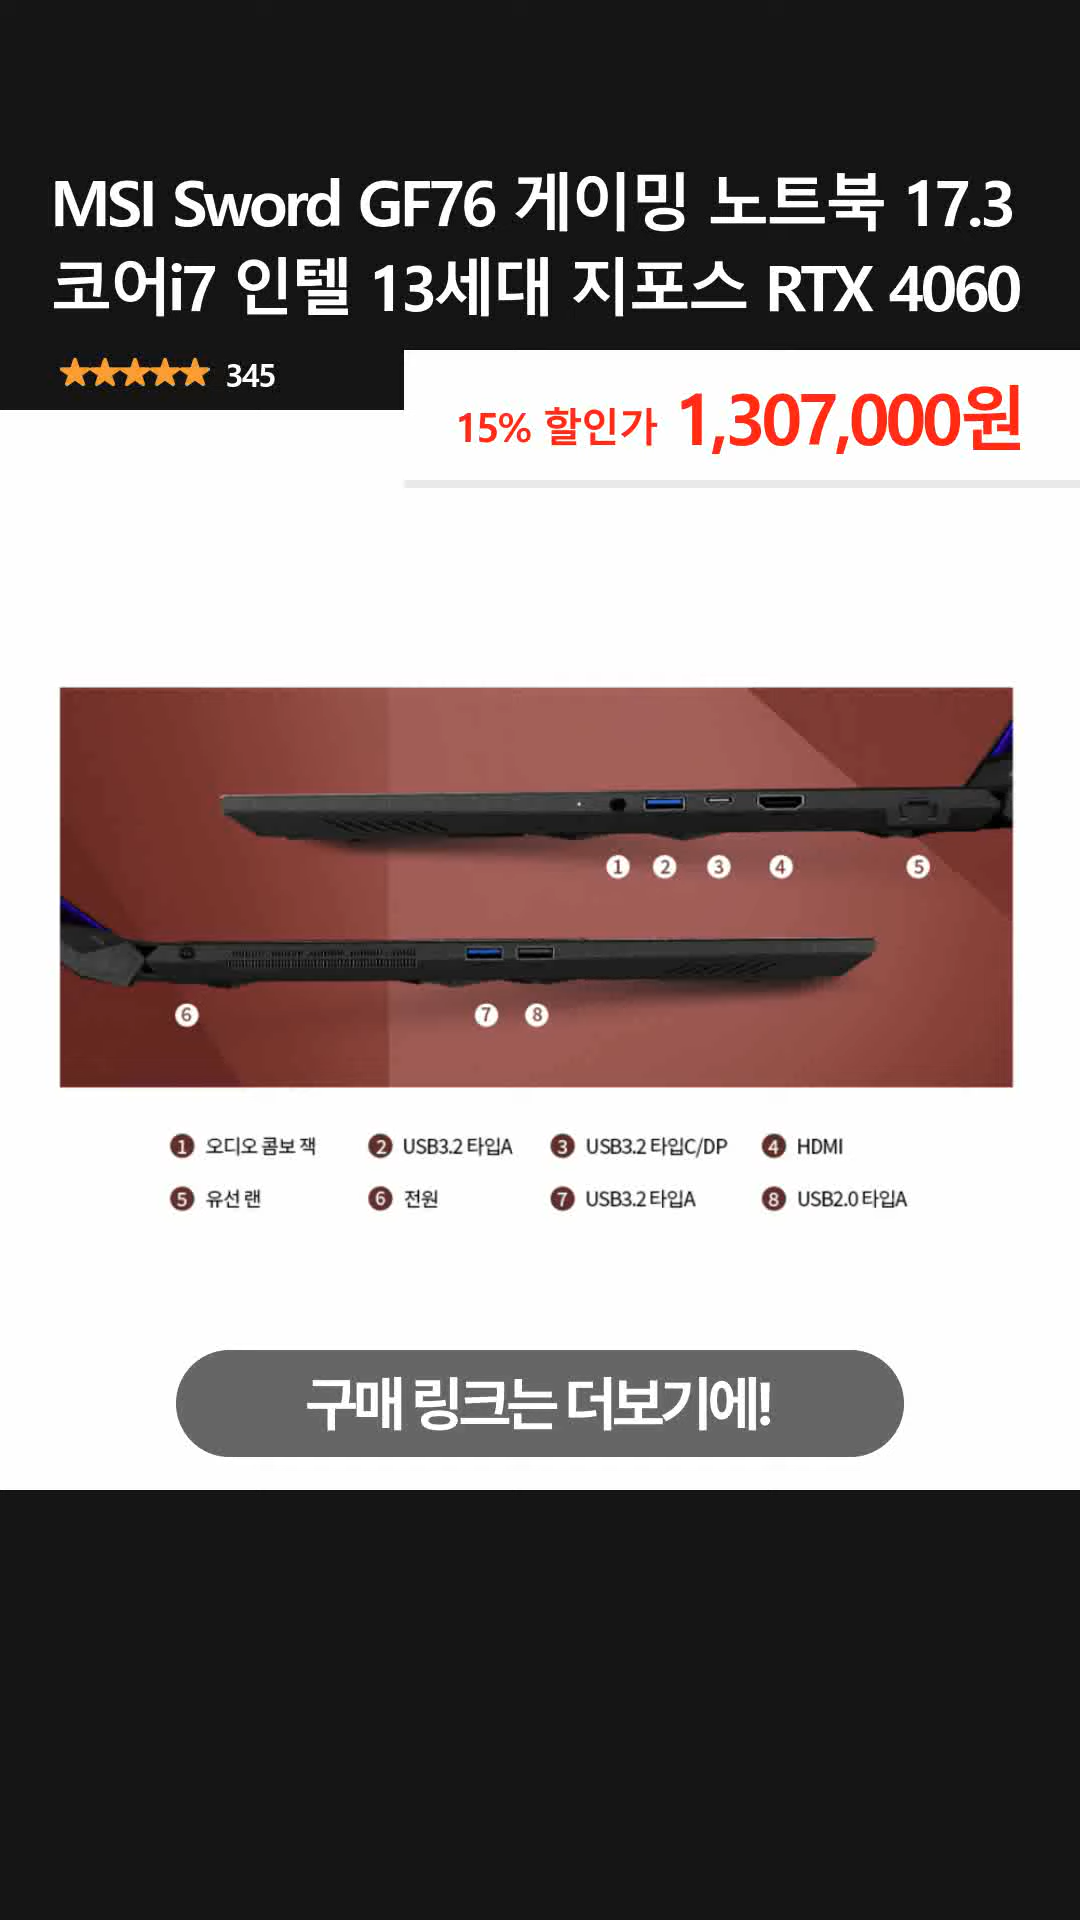 MSI Sword GF76 게이밍 노트북 17.3
코어i7 인텔 13세대 지포스 RTX 4060
★★★★★ 345
15% 할인가 1,307,000원
1 2 3 4 5
6 7 8
1 오디오 콤보 잭 2 USB3.2 타입A 3 USB3.2 타입C/DP 4 HDMI
5 유선 랜 6 전원 7 USB3.2 타입A 8 USB2.0 타입A
구매 링크는 더보기에!